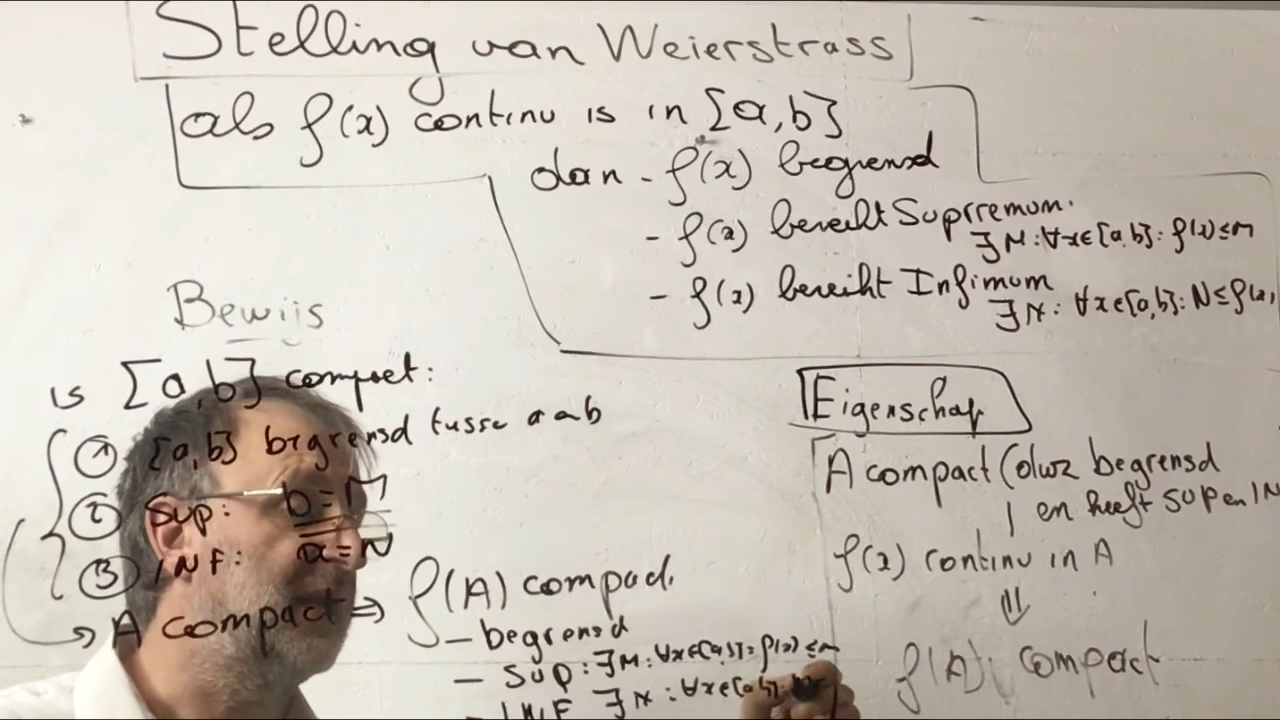 Stelling van Weierstrass
als f(x) continu is in [a,b]
dan - f(x) begrensd
- f(x) bereikt Suprremum.
∃M:∀x∈[a,b]: f(x)≤M
- f(x) bereikt Infimum
∃N: ∀x∈[a,b]: N≤f(x)
Bewijs
is [a,b] compact:
① [a,b] begrensd tusse a a b
② Sup: b=M
③ INF: a=N
→ A compact ⇒ f(A) compact.
- begrensd
- SUP: ∃M: ∀x∈[a,b]: f(x) ≤M
- INF ∃N: ∀x∈[a,b]:
Eigenschap
A compact (dwz begrensd
en heeft SUP en IN
f(x) continu in A
⇓
f(A): compact